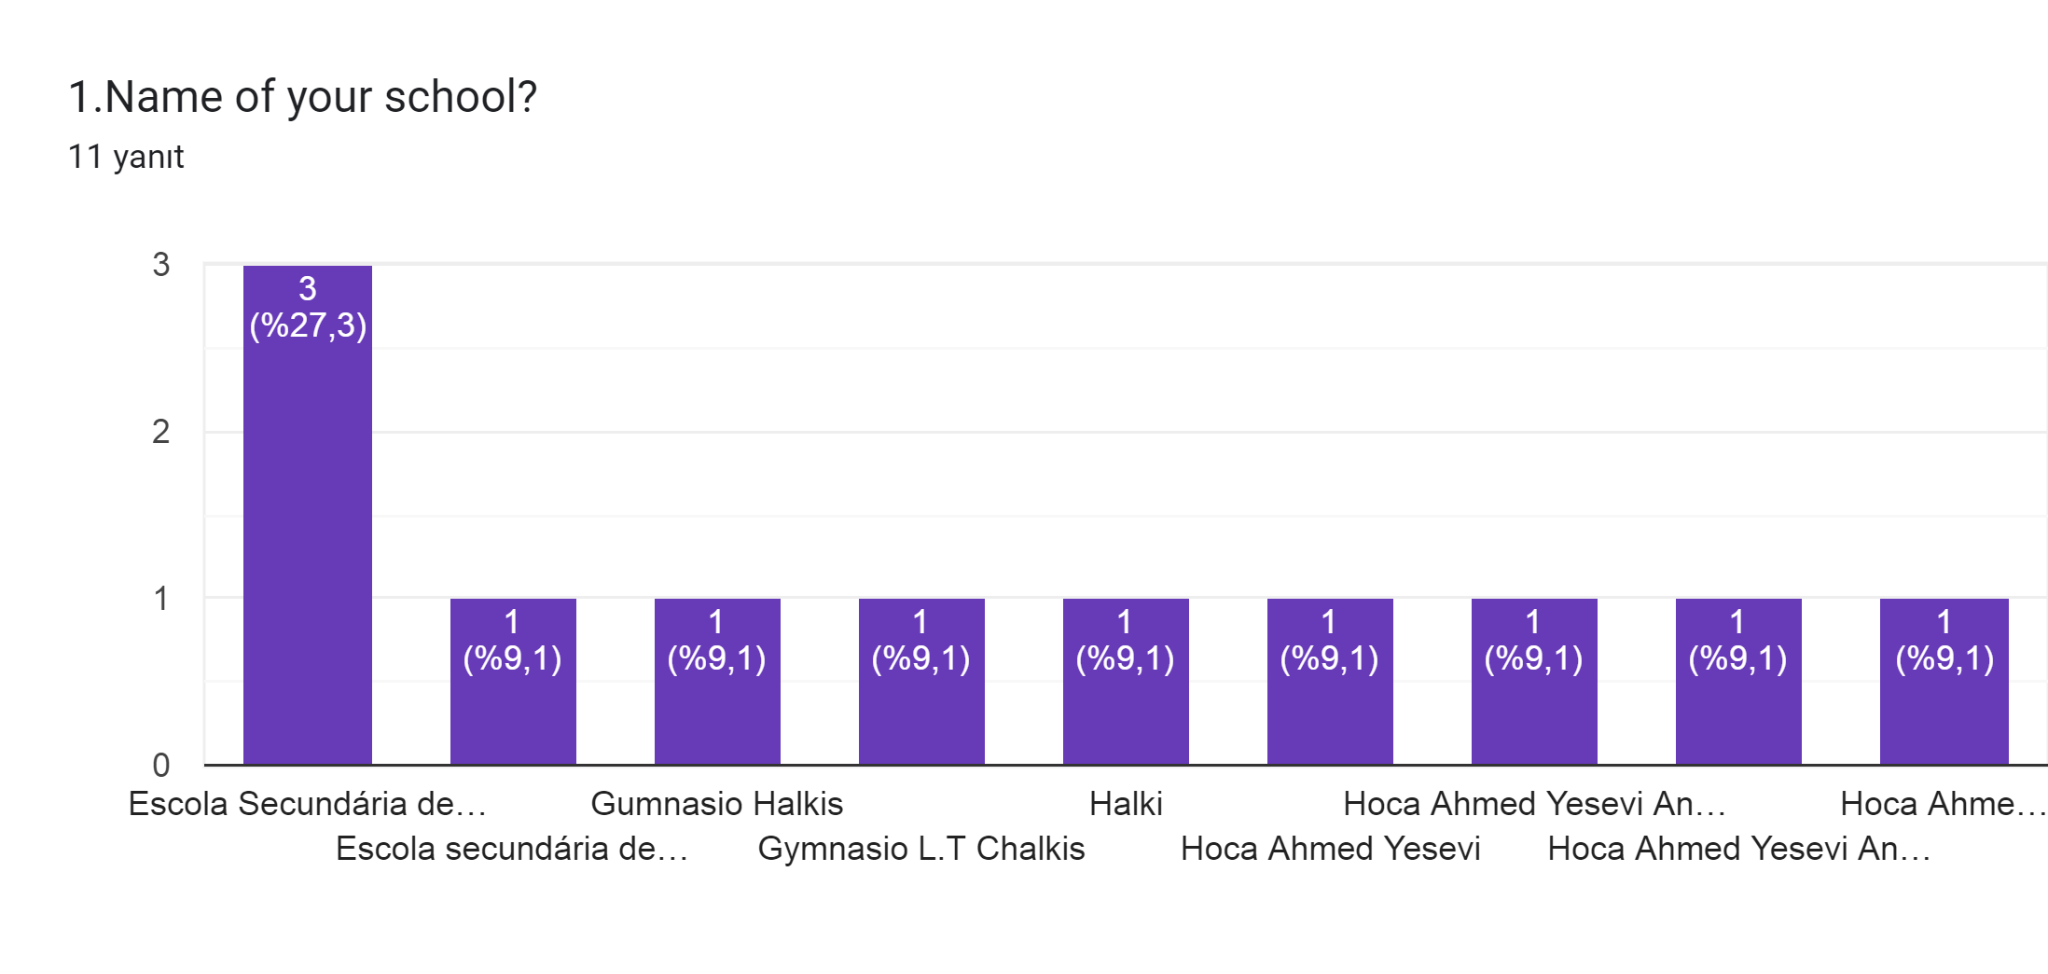 1.Name of your school?
11 yanıt
3
2
1
0
3
(%27,3)
1
(%9,1)
1
(%9,1)
1
(%9,1)
1
(%9,1)
1
(%9,1)
1
(%9,1)
1
(%9,1)
1
(%9,1)
Escola Secundária de…
Escola secundária de…
Gumnasio Halkis
Gymnasio L.T Chalkis
Halki
Hoca Ahmed Yesevi
Hoca Ahmed Yesevi An…
Hoca Ahmed Yesevi An…
Hoca Ahme…